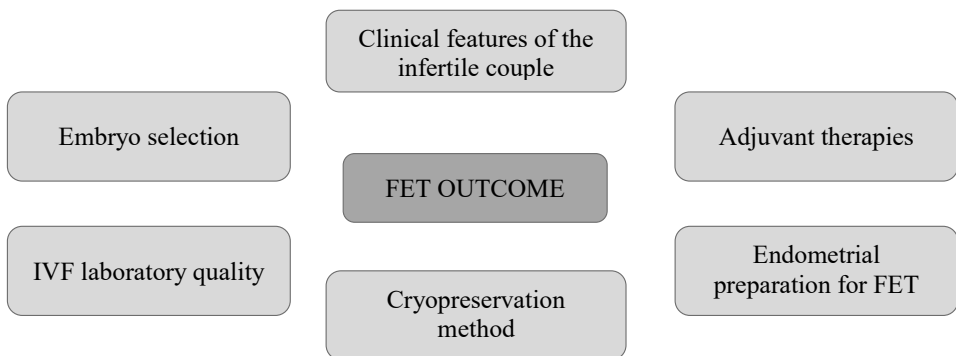 Clinical features of the
infertile couple
Embryo selection
Adjuvant therapies
FET OUTCOME
IVF laboratory quality
Endometrial
preparation for FET
Cryopreservation
method